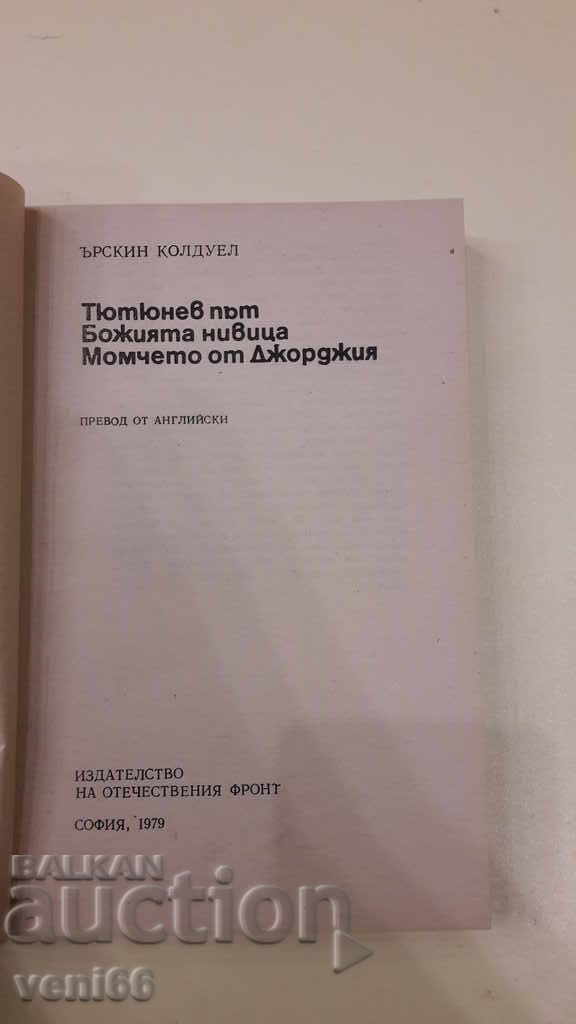 ЪРСКИН КОЛДУЕЛ
Тютюнев път
Божията нивица
Момчето от Джорджия
ПРЕВОД ОТ АНГЛИЙСКИ
ИЗДАТЕЛСТВО
НА ОТЕЧЕСТВЕНИЯ ФРОНТ
СОФИЯ, 1979
BALKAN
auction
veni66